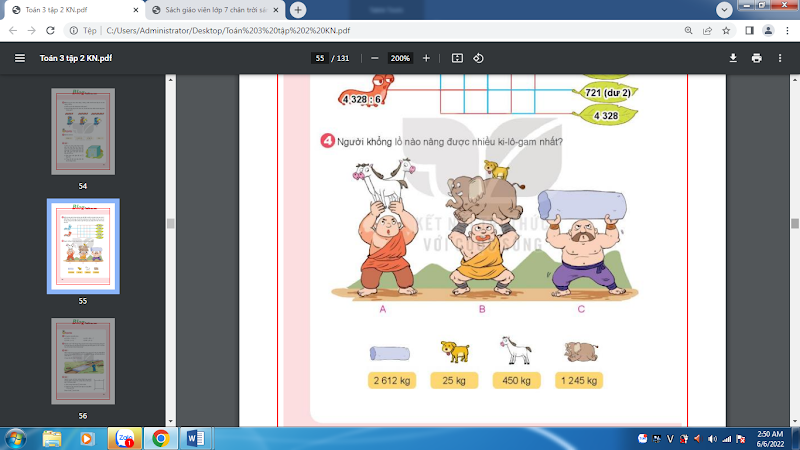 Toán 3 tập 2 KN.pdf
Sách giáo viên lớp 7 chân trời sá
Tệp
C:/Users/Administrator/Desktop/Toán%203%20tập%202%20KN.pdf
Toán 3 tập 2 KN.pdf
55 / 131
200%
54
55
56
4 328 : 6
721 (dư 2)
4 328
4 Người khổng lồ nào nâng được nhiều ki-lô-gam nhất?
A
B
C
2 612 kg
25 kg
450 kg
1 245 kg
Zalo
V
2:50 AM
6/6/2022